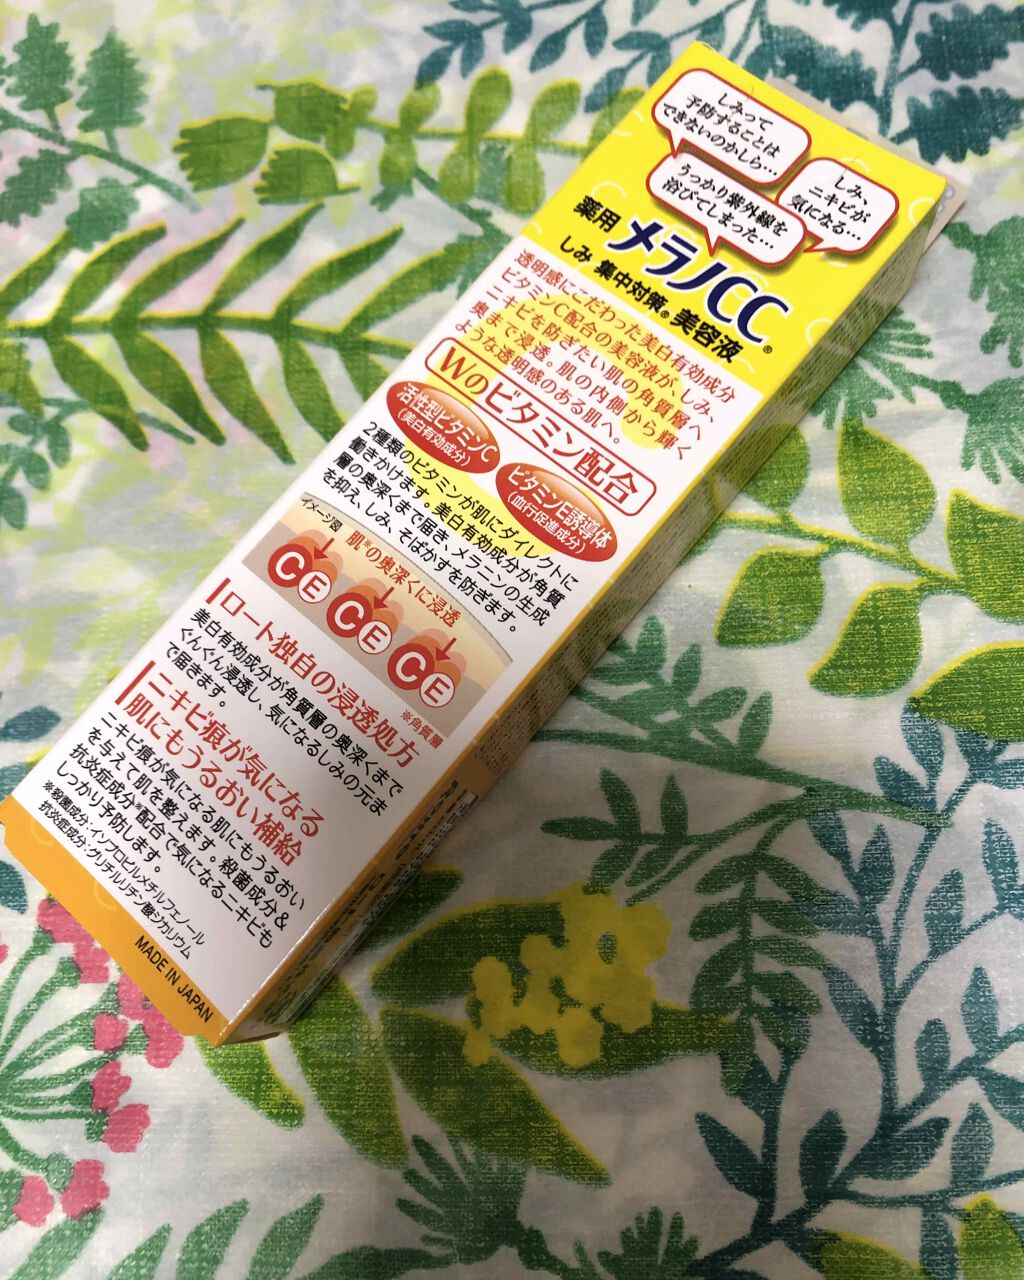 しみって
予防することは
できないのかしら…
うっかり紫外線を
浴びてしまった…
しみ、
ニキビが
気になる…
薬用 メラノCC®
しみ 集中対策® 美容液
透明感にこだわった美白有効成分
ビタミンC配合の美容液が、しみ、
ニキビを防ぎたい肌の角質層へ
奥まで浸透。肌の内側から輝く
ような透明感のある肌へ。
Wのビタミン配合
活性型ビタミンC
(美白有効成分)
ビタミンE誘導体
(血行促進成分)
2種類のビタミンが肌にダイレクトに
働きかけます。美白有効成分が角質
層の奥深くまで届き、メラニンの生成
を抑え、しみ、そばかすを防ぎます。
イメージ図
肌※の奥深くに浸透
C E C E C E
※角質層
ロート独自の浸透処方
美白有効成分が角質層の奥深くまで
ぐんぐん浸透し、気になるしみの元ま
で届きます。
ニキビ痕が気になる
肌にもうるおい補給
ニキビ痕が気になる肌にもうるおい
を与えて肌を整えます。殺菌成分&
抗炎症成分※配合で気になるニキビも
しっかり予防します。
※殺菌成分：イソプロピルメチルフェノール
抗炎症成分：グリチルリチン酸ジカリウム
MADE IN JAPAN